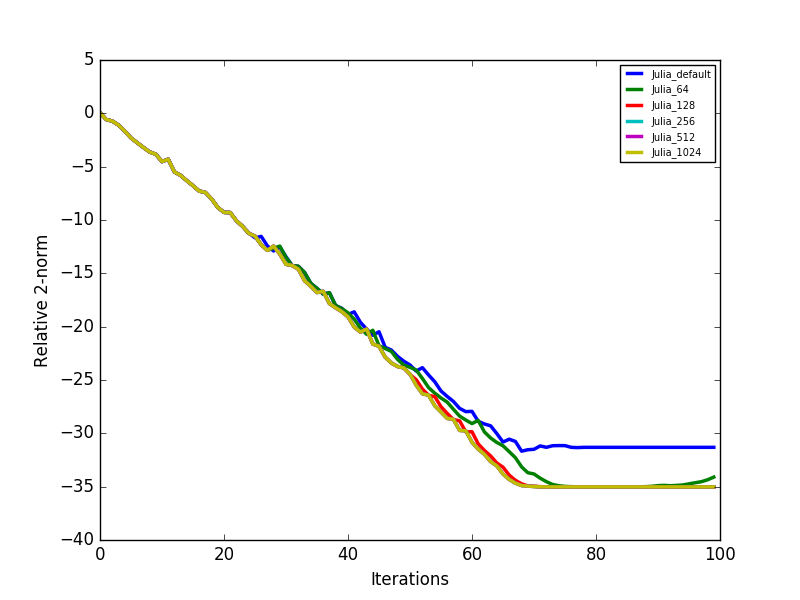 5
0
−5
−10
−15
−20
−25
−30
−35
−40
Relative 2-norm
0 20 40 60 80 100
Iterations
Julia_default
Julia_64
Julia_128
Julia_256
Julia_512
Julia_1024